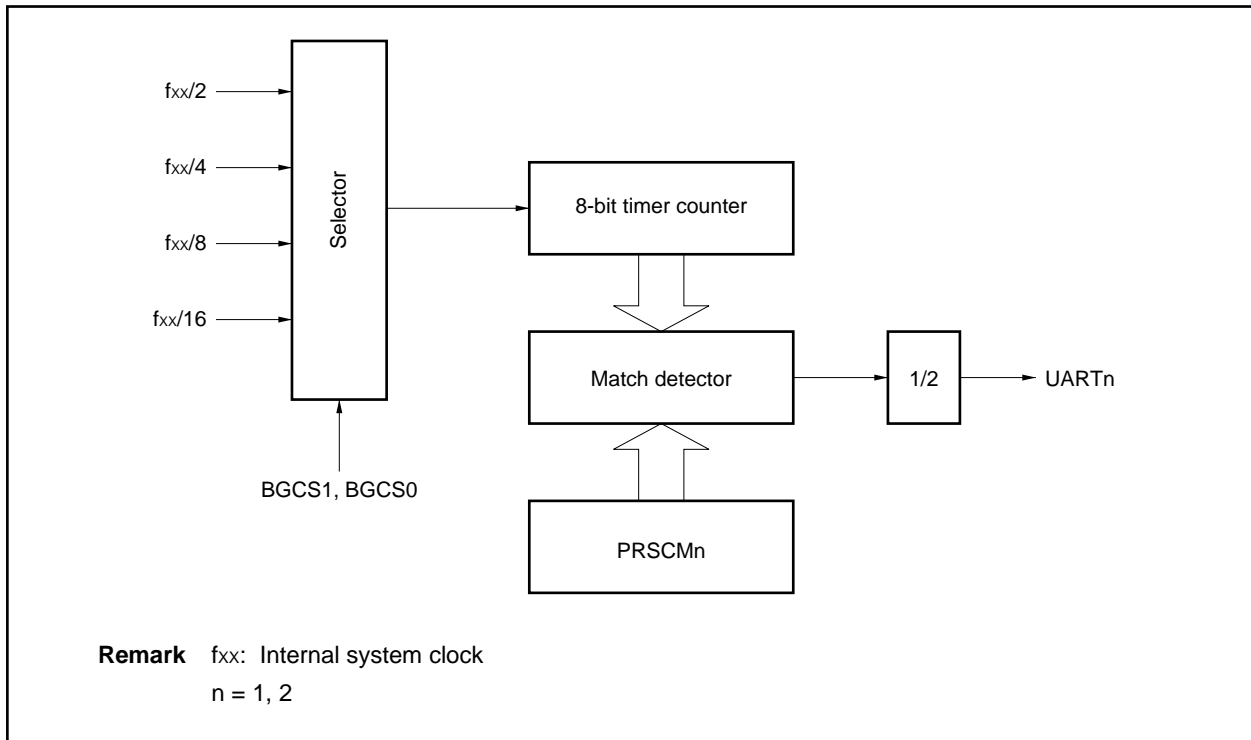 fxx/2
fxx/4
fxx/8
fxx/16
Selector
BGCS1, BGCS0
8-bit timer counter
Match detector
1/2
UARTn
PRSCMn
Remark fxx: Internal system clock
n = 1, 2